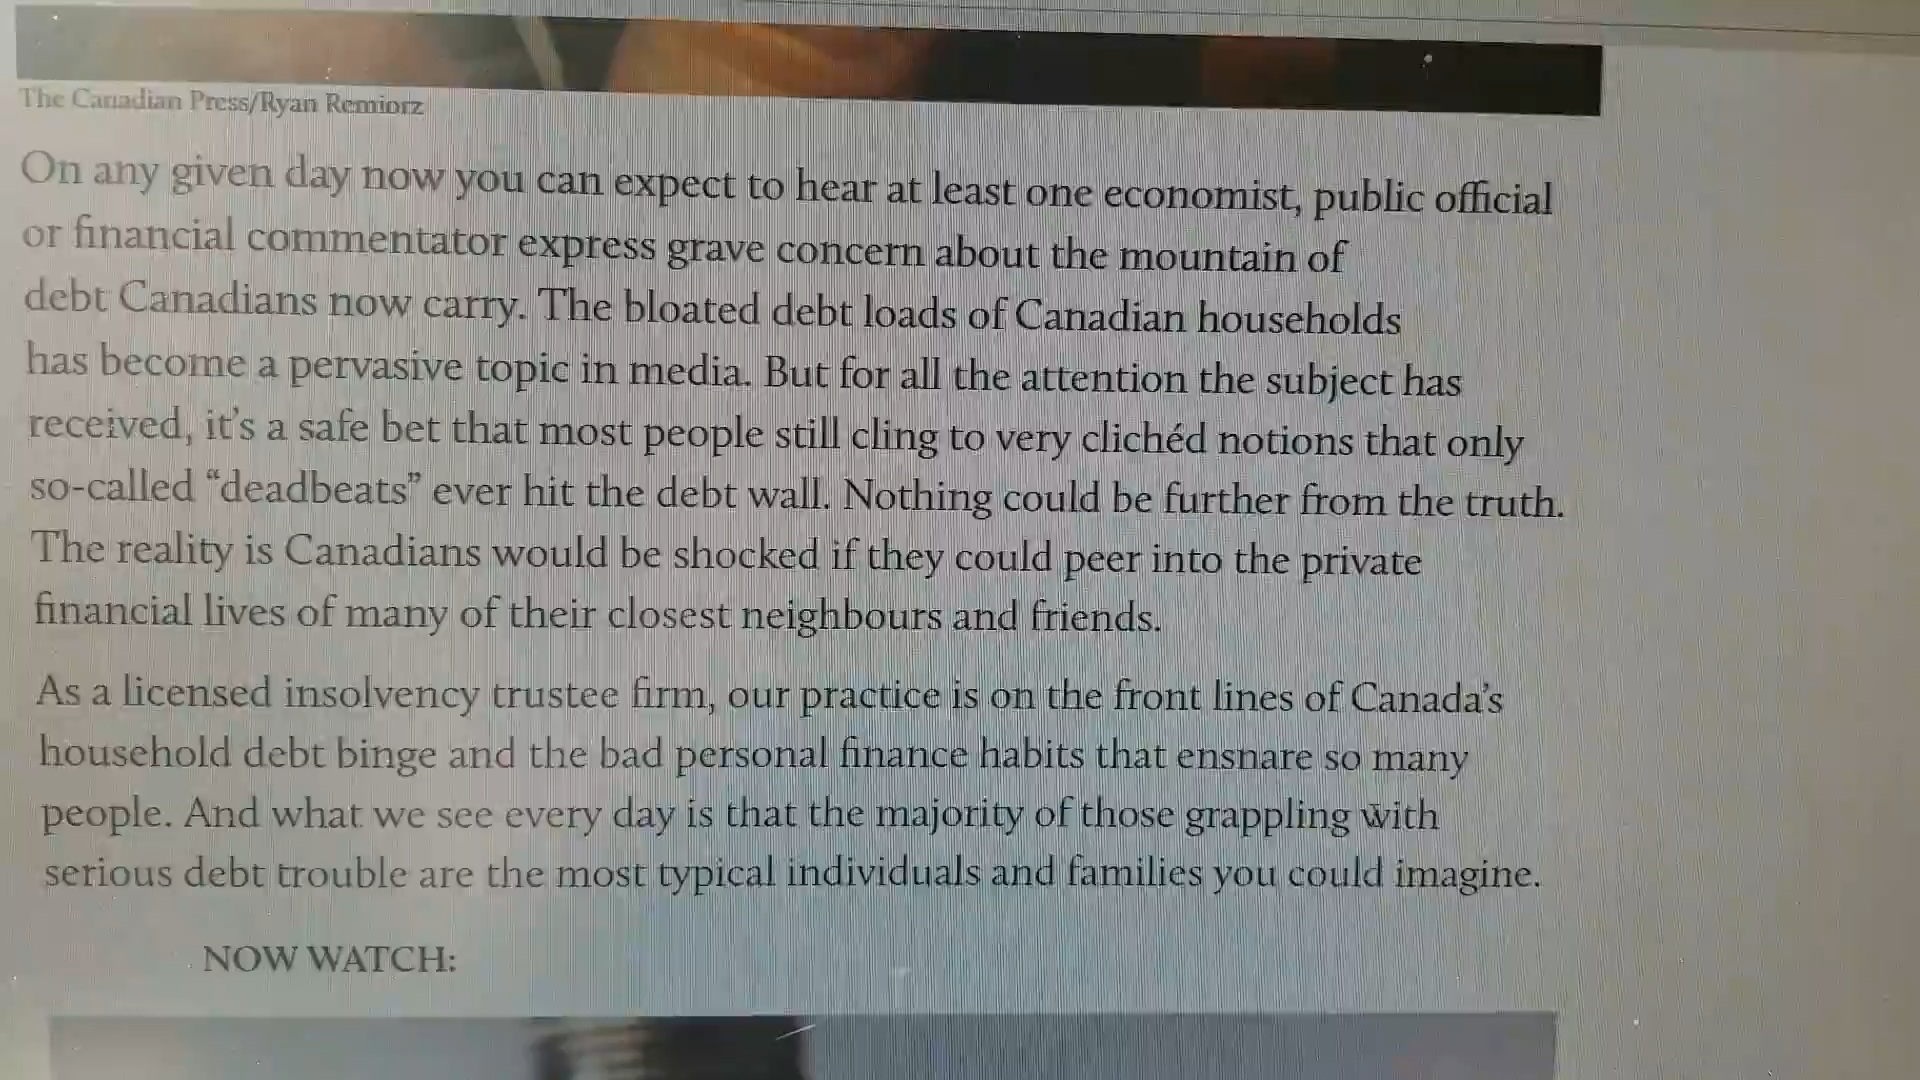 The Canadian Press/Ryan Remiorz
On any given day now you can expect to hear at least one economist, public official
or financial commentator express grave concern about the mountain of
debt Canadians now carry. The bloated debt loads of Canadian households
has become a pervasive topic in media. But for all the attention the subject has
received, it's a safe bet that most people still cling to very clichéd notions that only
so-called “deadbeats” ever hit the debt wall. Nothing could be further from the truth.
The reality is Canadians would be shocked if they could peer into the private
financial lives of many of their closest neighbours and friends.
As a licensed insolvency trustee firm, our practice is on the front lines of Canada's
household debt binge and the bad personal finance habits that ensnare so many
people. And what we see every day is that the majority of those grappling with
serious debt trouble are the most typical individuals and families you could imagine.
NOW WATCH: